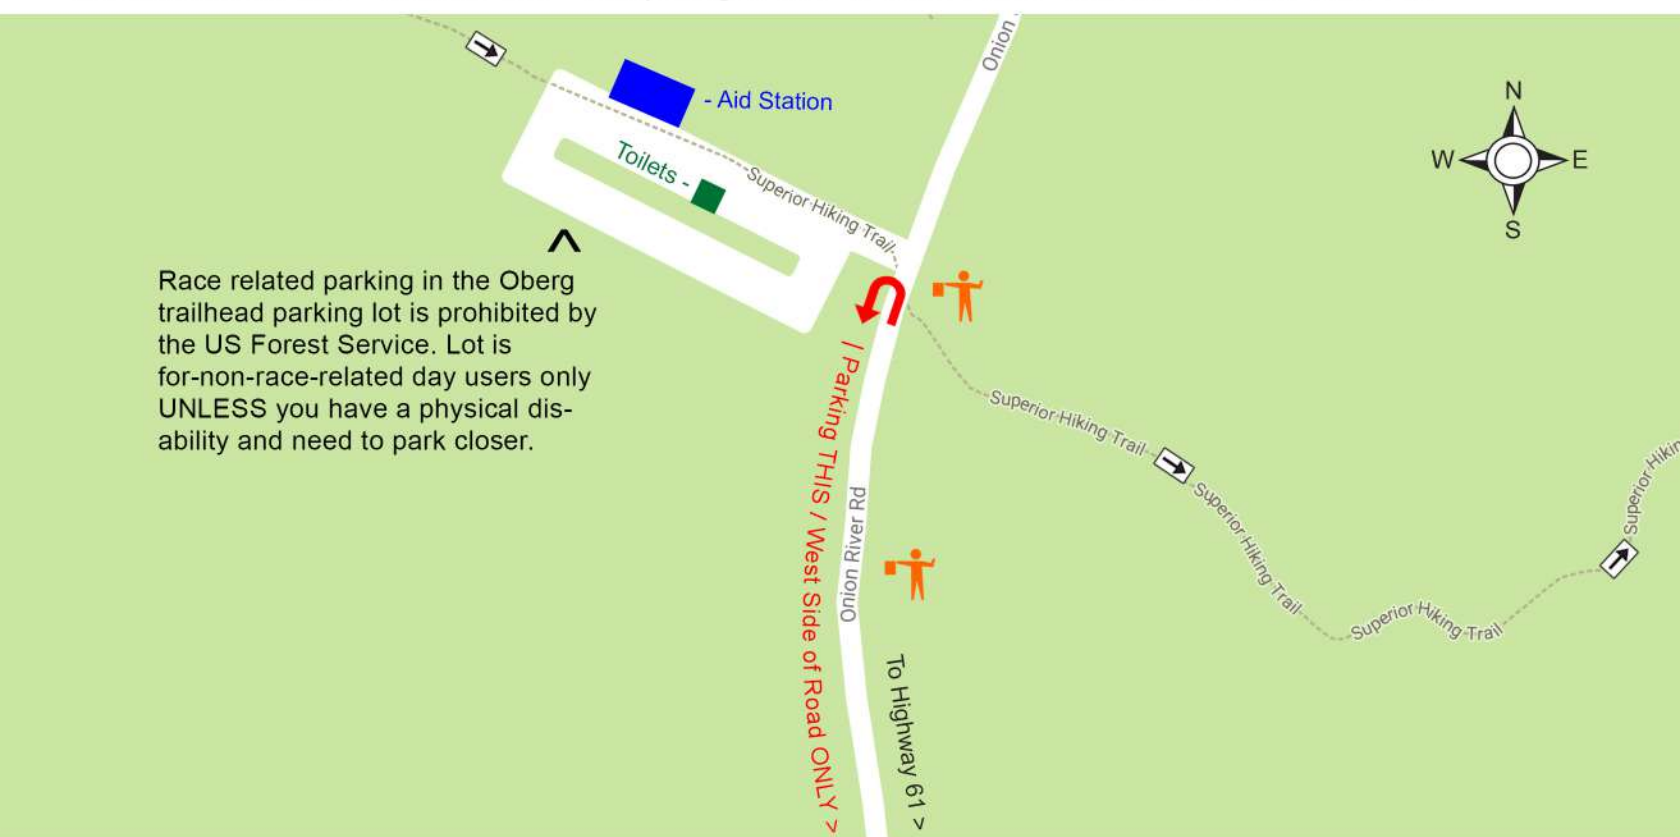 Onion
- Aid Station
Toilets -
Superior Hiking Trail
N
W
E
S
^
Race related parking in the Oberg
trailhead parking lot is prohibited by
the US Forest Service. Lot is
for-non-race-related day users only
UNLESS you have a physical dis-
ability and need to park closer.
| Parking THIS / West Side of Road ONLY >
Onion River Rd
To Highway 61 >
Superior Hiking Trail
Superior Hiking Trail
Superior Hiking Trail
Superior Hikin